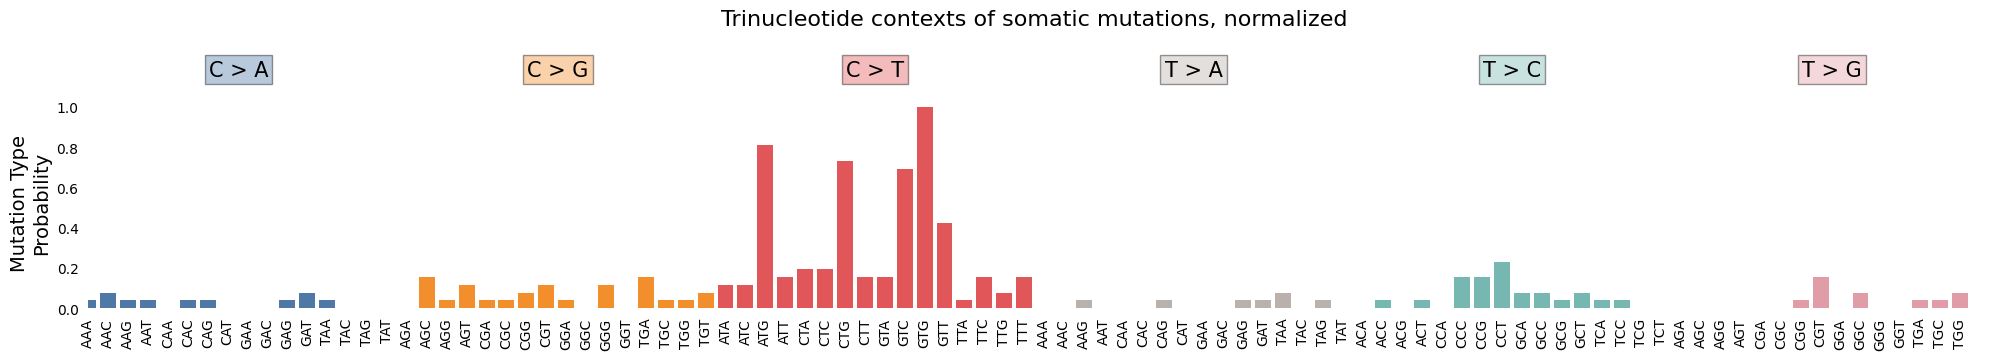 Trinucleotide contexts of somatic mutations, normalized
C > A
C > G
C > T
T > A
T > C
T > G
Mutation Type
Probability
1.0
0.8
0.6
0.4
0.2
0.0
AAA AAC AAG AAT CAA CAC CAG CAT GAA GAC GAG GAT TAA TAC TAG TAT AGA AGC AGG AGT CGA CGC CGG CGT GGA GGC GGG GGT TGA TGC TGG TGT ATA ATC ATG ATT CTA CTC CTG CTT GTA GTC GTG GTT TTA TTC TTG TTT AAA AAC AAG AAT CAA CAC CAG CAT GAA GAC GAG GAT TAA TAC TAG TAT ACA ACC ACG ACT CCA CCC CCG CCT GCA GCC GCG GCT TCA TCC TCG TCT AGA AGC AGG AGT CGA CGC CGG CGT GGA GGC GGG GGT TGA TGC TGG